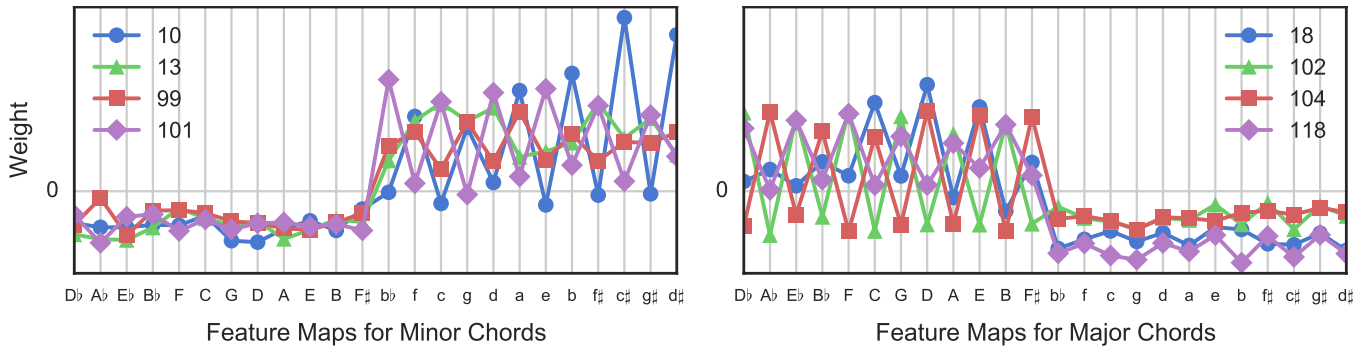 10
13
99
101
Weight
0
D♭ A♭ E♭ B♭ F C G D A E B F♯ b♭ f c g d a e b f♯ c♯ g♯ d♯
Feature Maps for Minor Chords
18
102
104
118
0
D♭ A♭ E♭ B♭ F C G D A E B F♯ b♭ f c g d a e b f♯ c♯ g♯ d♯
Feature Maps for Major Chords